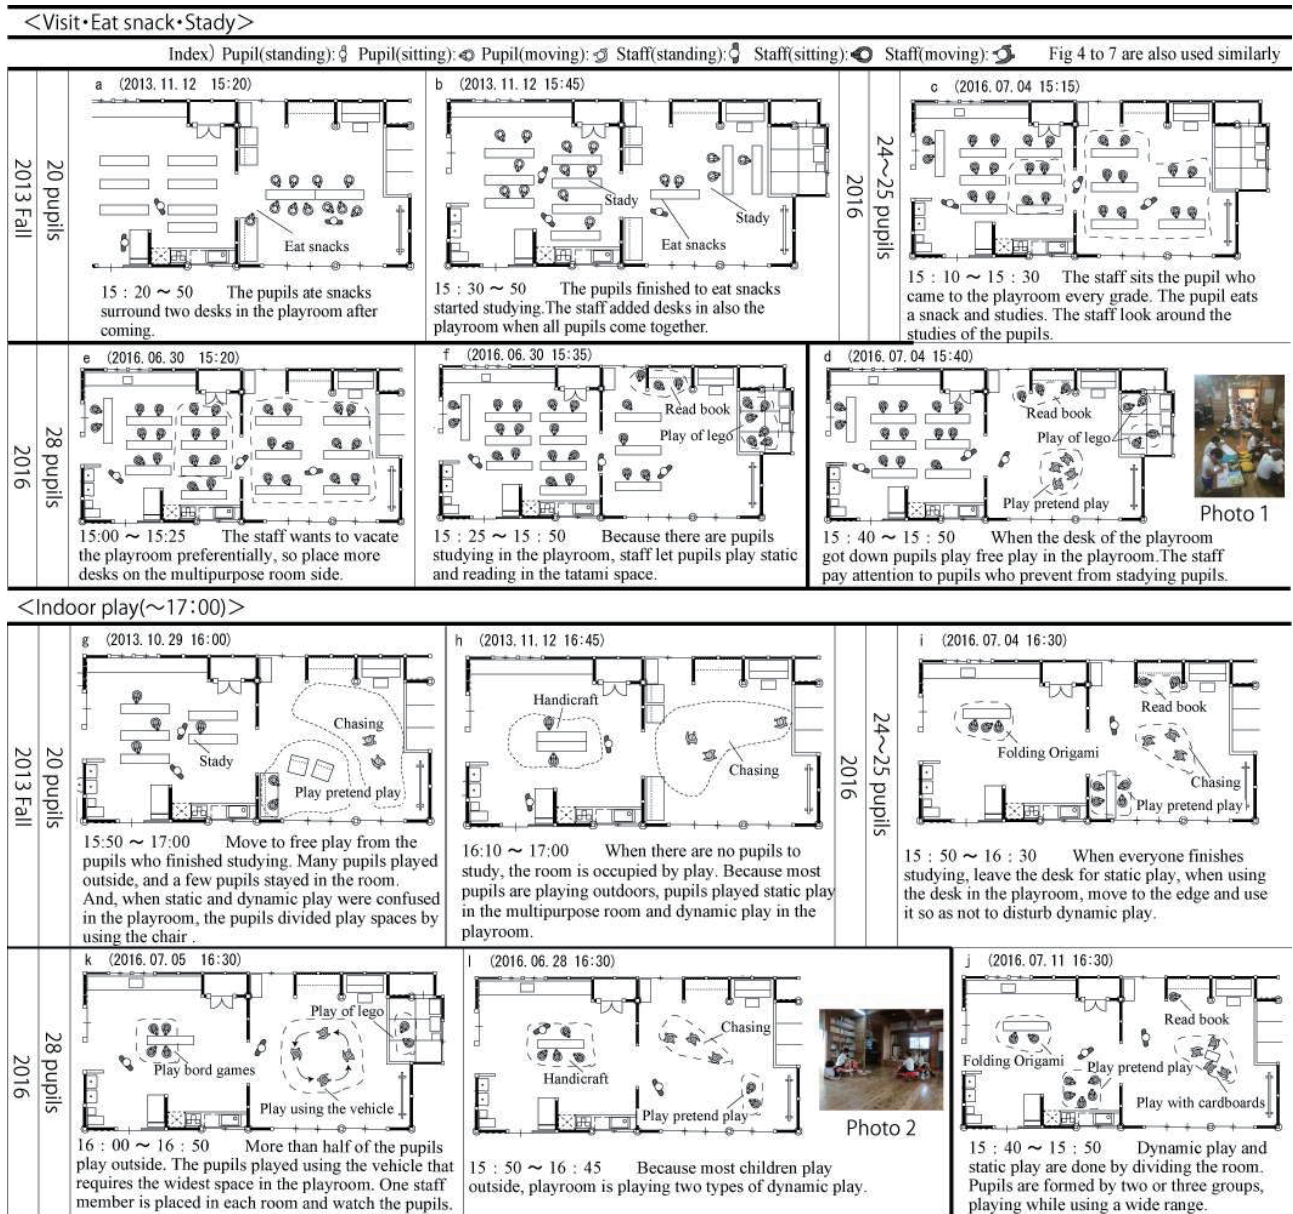 <Visit・Eat snack・Stady>
Index) Pupil(standing): Pupil(sitting): Pupil(moving): Staff(standing): Staff(sitting): Staff(moving): Fig 4 to 7 are also used similarly
20 pupils
2013 Fall
a (2013. 11. 12 15:20)
Eat snacks
15 : 20 ~ 50 The pupils ate snacks
surround two desks in the playroom after
coming.
b (2013. 11. 12 15:45)
Stady
Eat snacks
Stady
15 : 30 ~ 50 The pupils finished to eat snacks
started studying.The staff added desks in also the
playroom when all pupils come together.
24~25 pupils
2016
c (2016. 07. 04 15:15)
15 : 10 ~ 15 : 30 The staff sits the pupil who
came to the playroom every grade. The pupil eats
a snack and studies. The staff look around the
studies of the pupils.
28 pupils
2016
e (2016. 06. 30 15:20)
15:00 ~ 15:25 The staff wants to vacate
the playroom preferentially, so place more
desks on the multipurpose room side.
f (2016. 06. 30 15:35)
Read book
Play of lego
15 : 25 ~ 15 : 50 Because there are pupils
studying in the playroom, staff let pupils play static
and reading in the tatami space.
d (2016. 07. 04 15:40)
Read book
Play of lego
Play pretend play
Photo 1
15 : 40 ~ 15 : 50 When the desk of the playroom
got down pupils play free play in the playroom.The staff
pay attention to pupils who prevent from stadying pupils.
<Indoor play(~17:00)>
20 pupils
2013 Fall
g (2013. 10. 29 16:00)
Chasing
Stady
Play pretend play
15:50 ~ 17:00 Move to free play from the
pupils who finished studying. Many pupils played
outside, and a few pupils stayed in the room.
And, when static and dynamic play were confused
in the playroom, the pupils divided play spaces by
using the chair .
h (2013. 11. 12 16:45)
Handicraft
Chasing
16:10 ~ 17:00 When there are no pupils to
study, the room is occupied by play. Because most
pupils are playing outdoors, pupils played static play
in the multipurpose room and dynamic play in the
playroom.
24~25 pupils
2016
i (2016. 07. 04 16:30)
Read book
Folding Origami
Chasing
Play pretend play
15 : 50 ~ 16 : 30 When everyone finishes
studying, leave the desk for static play, when using
the desk in the playroom, move to the edge and use
it so as not to disturb dynamic play.
28 pupils
2016
k (2016. 07. 05 16:30)
Play of lego
Play bord games
Play using the vehicle
16 : 00 ~ 16 : 50 More than half of the pupils
play outside. The pupils played using the vehicle that
requires the widest space in the playroom. One staff
member is placed in each room and watch the pupils.
l (2016. 06. 28 16:30)
Chasing
Handicraft
Play pretend play
Photo 2
15 : 50 ~ 16 : 45 Because most children play
outside, playroom is playing two types of dynamic play.
j (2016. 07. 11 16:30)
Read book
Folding Origami
Play pretend play
Play with cardboards
15 : 40 ~ 15 : 50 Dynamic play and
static play are done by dividing the room.
Pupils are formed by two or three groups,
playing while using a wide range.